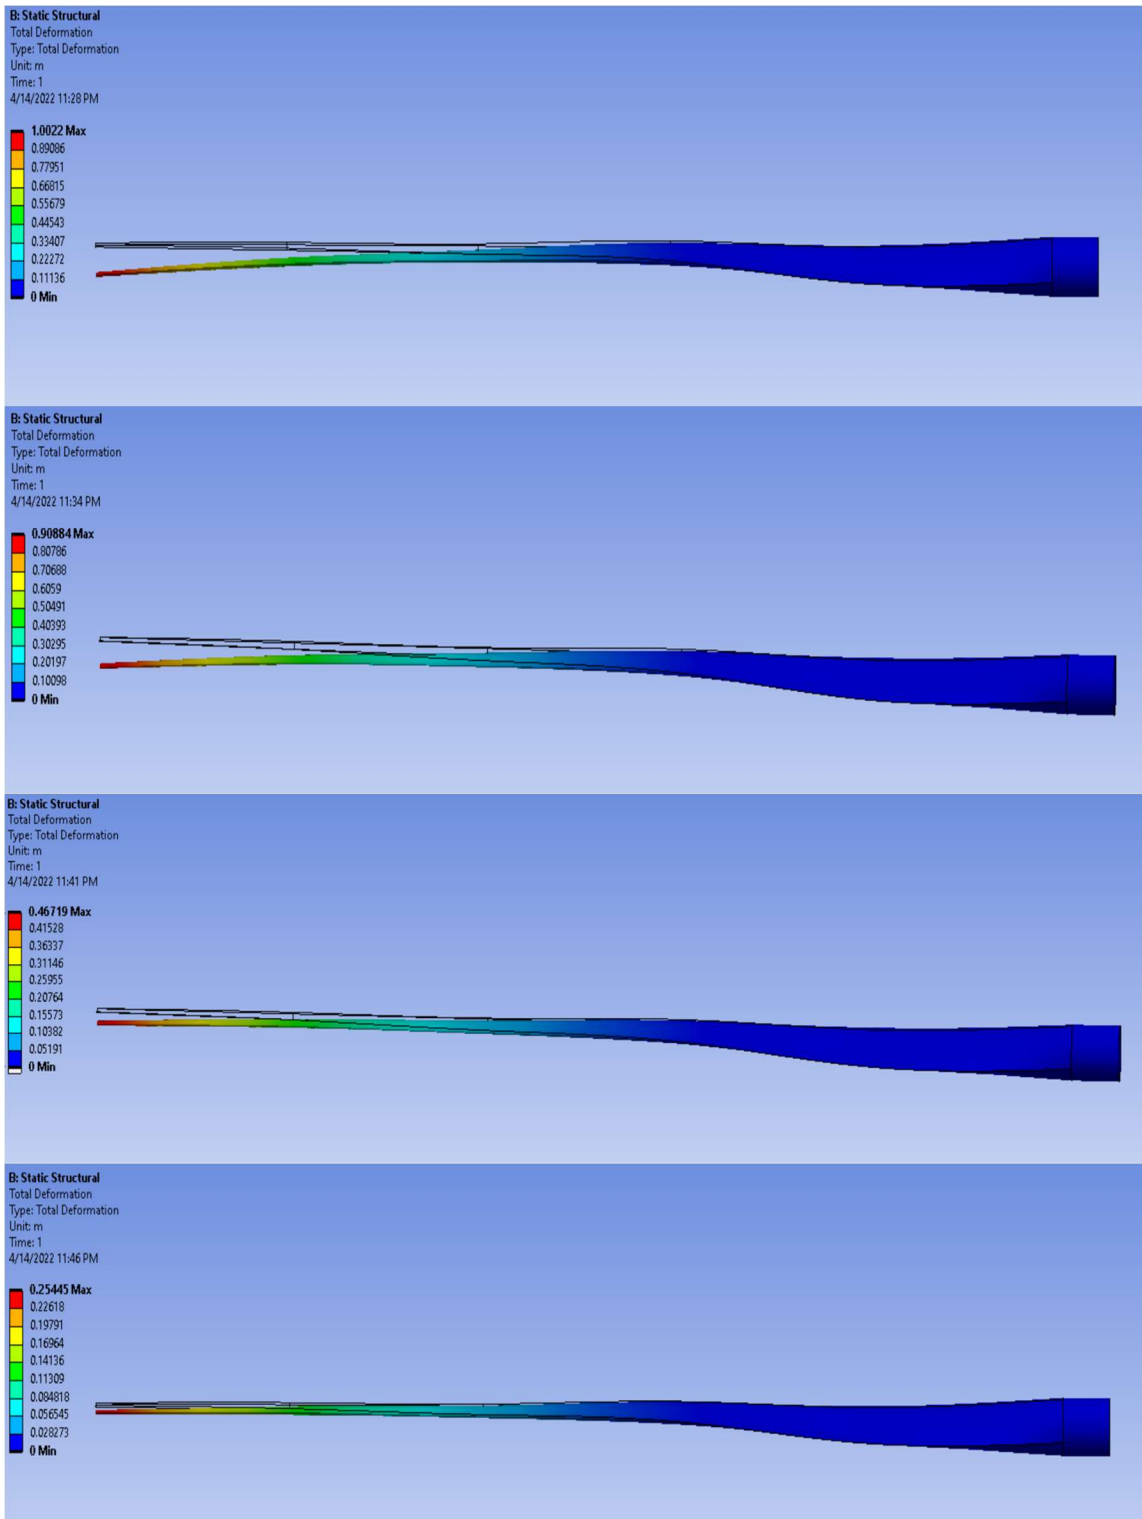 B: Static Structural
Total Deformation
Type: Total Deformation
Unit: m
Time: 1
4/14/2022 11:28 PM
1.0022 Max
0.89086
0.77951
0.66815
0.55679
0.44543
0.33407
0.22272
0.11136
0 Min
B: Static Structural
Total Deformation
Type: Total Deformation
Unit: m
Time: 1
4/14/2022 11:34 PM
0.90884 Max
0.80786
0.70688
0.6059
0.50491
0.40393
0.30295
0.20197
0.10098
0 Min
B: Static Structural
Total Deformation
Type: Total Deformation
Unit: m
Time: 1
4/14/2022 11:41 PM
0.46719 Max
0.41528
0.36337
0.31146
0.25955
0.20764
0.15573
0.10382
0.05191
0 Min
B: Static Structural
Total Deformation
Type: Total Deformation
Unit: m
Time: 1
4/14/2022 11:46 PM
0.25445 Max
0.22618
0.19791
0.16964
0.14136
0.11309
0.084818
0.056545
0.028273
0 Min